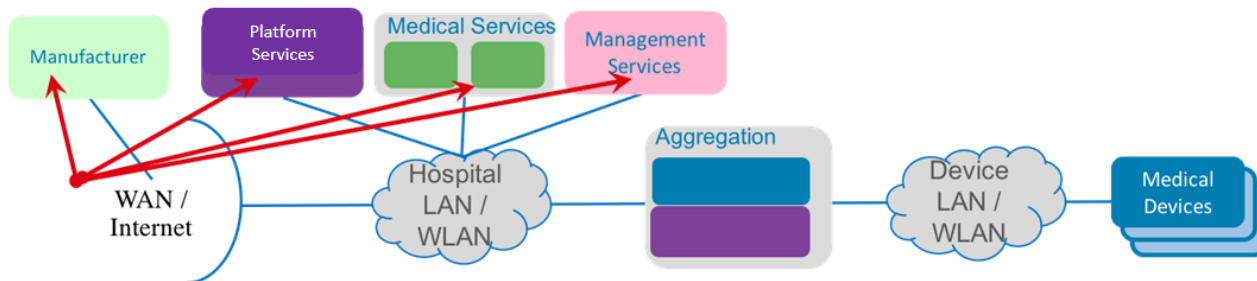 Manufacturer
Platform
Services
Medical Services
Management
Services
WAN /
Internet
Hospital
LAN /
WLAN
Aggregation
Device
LAN /
WLAN
Medical
Devices